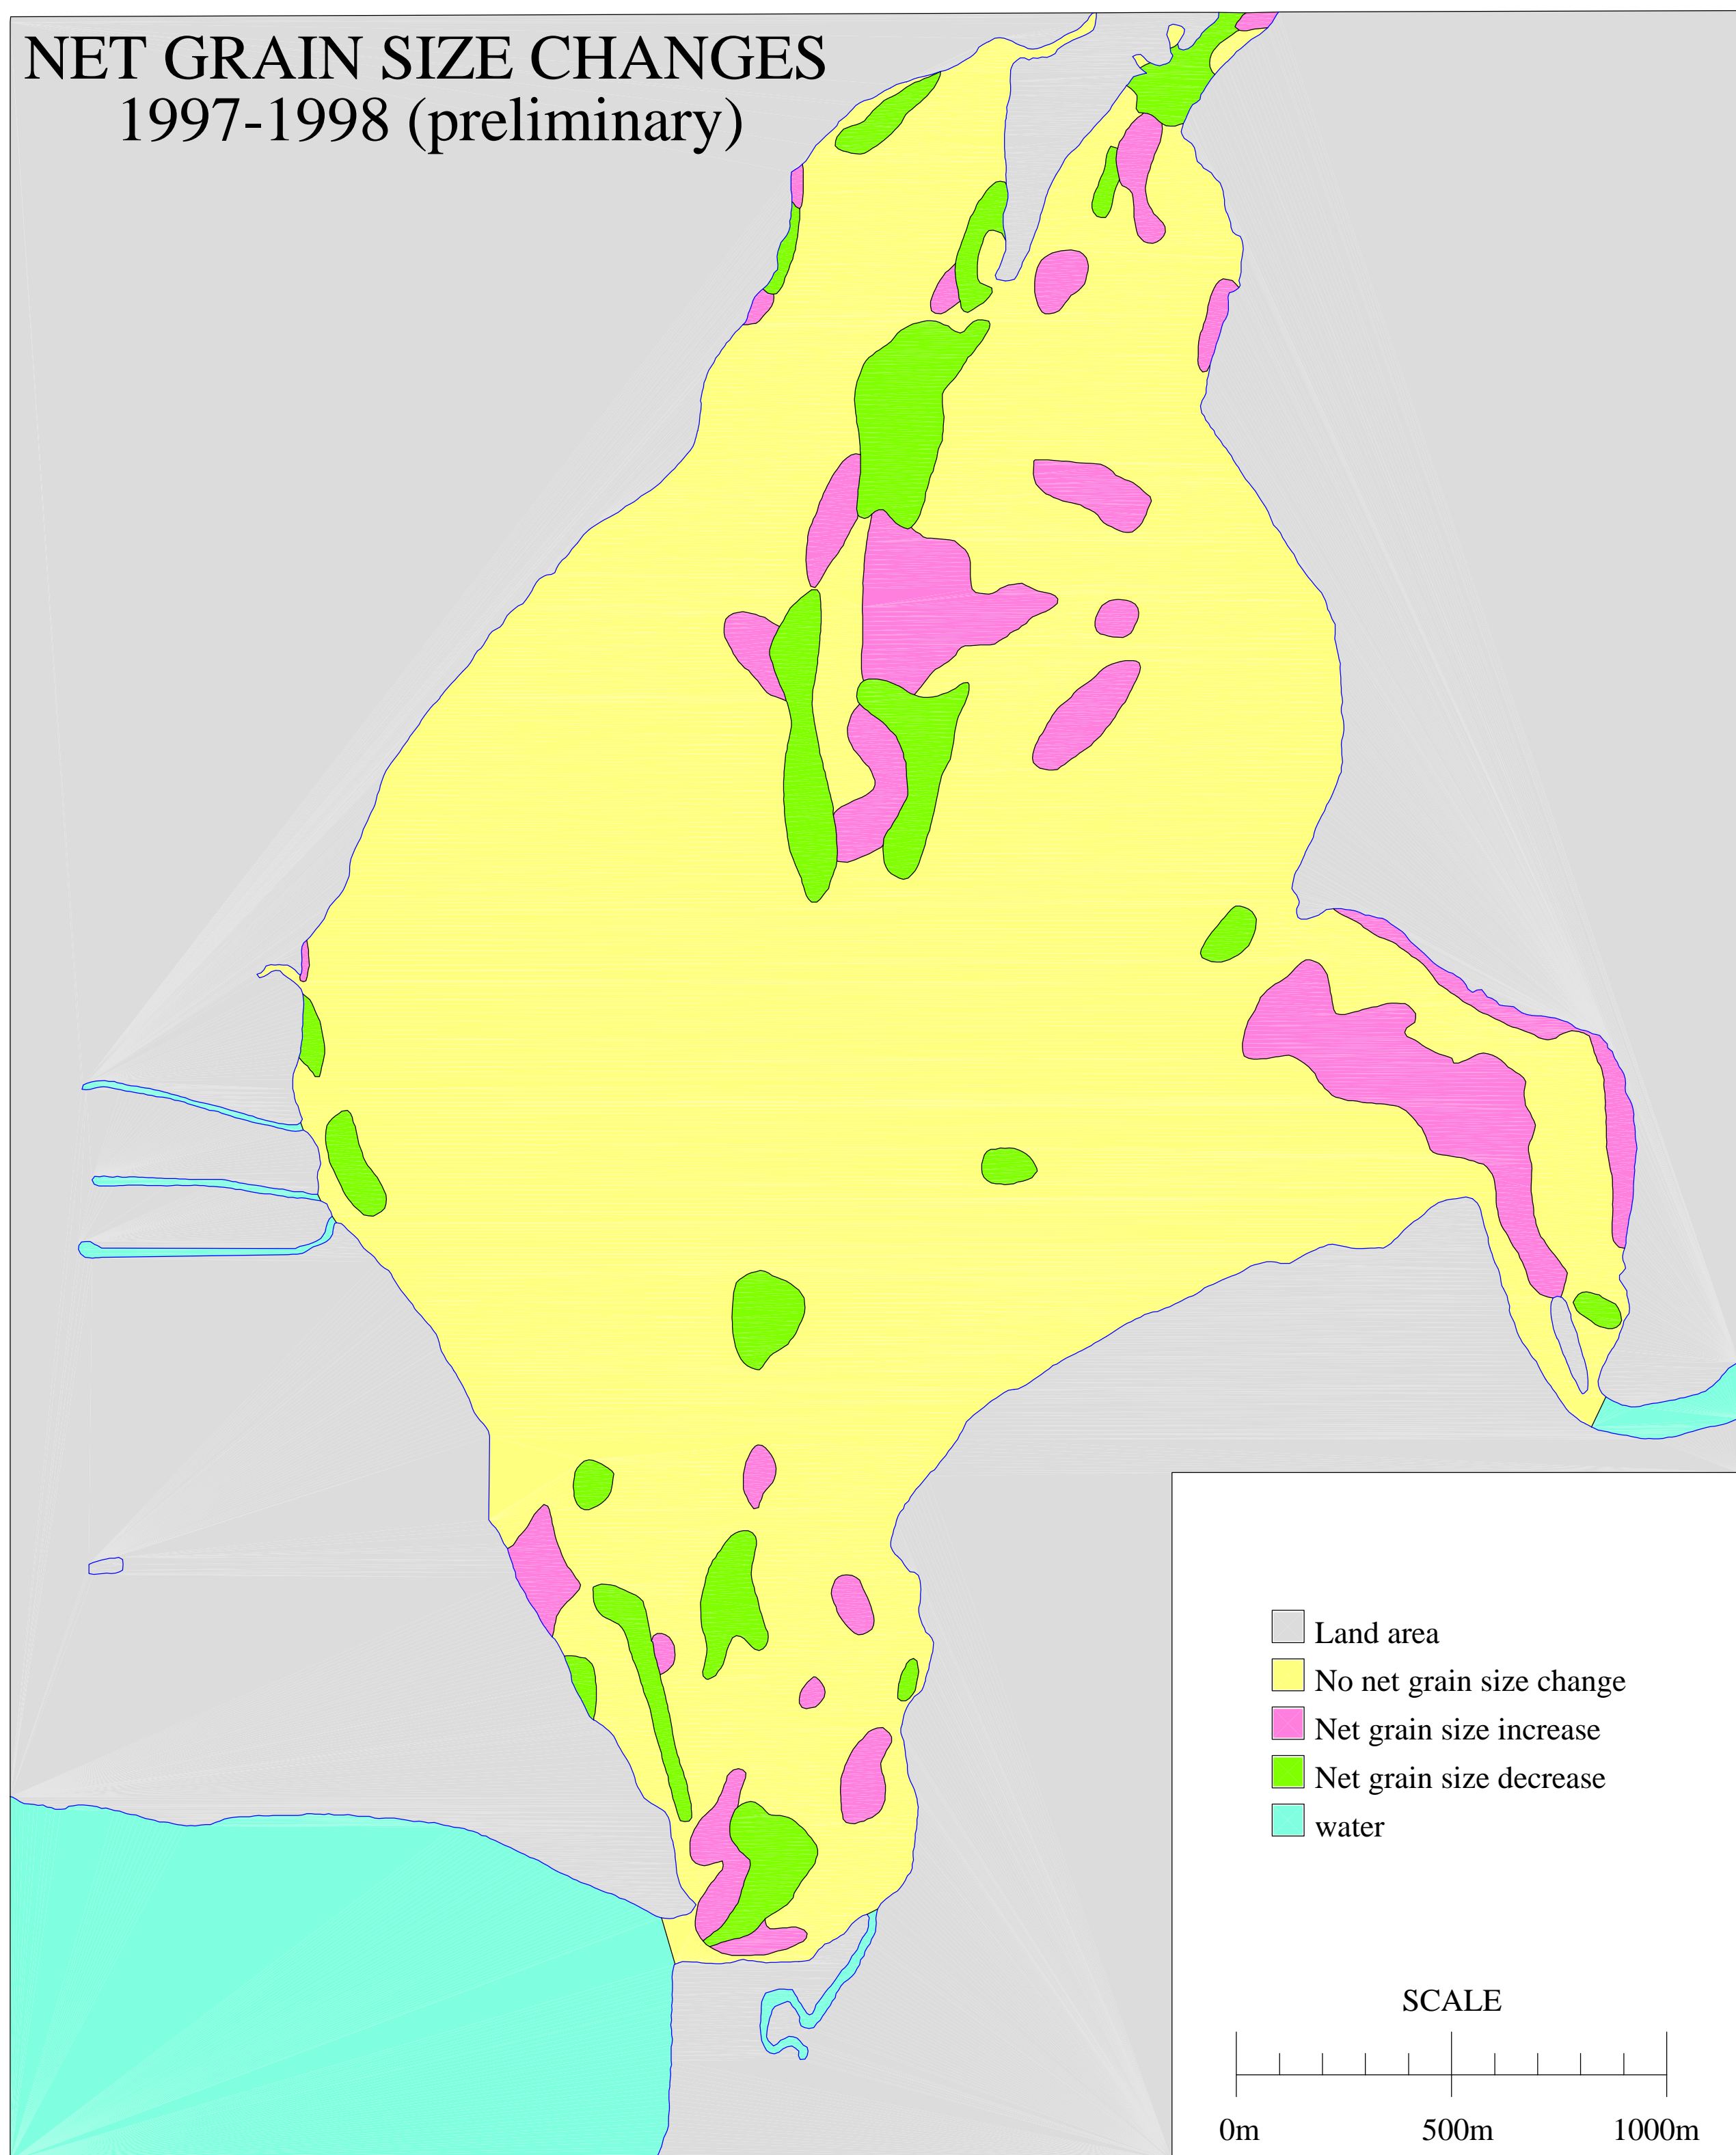 NET GRAIN SIZE CHANGES
1997-1998 (preliminary)
Land area
No net grain size change
Net grain size increase
Net grain size decrease
water
SCALE
0m 500m 1000m